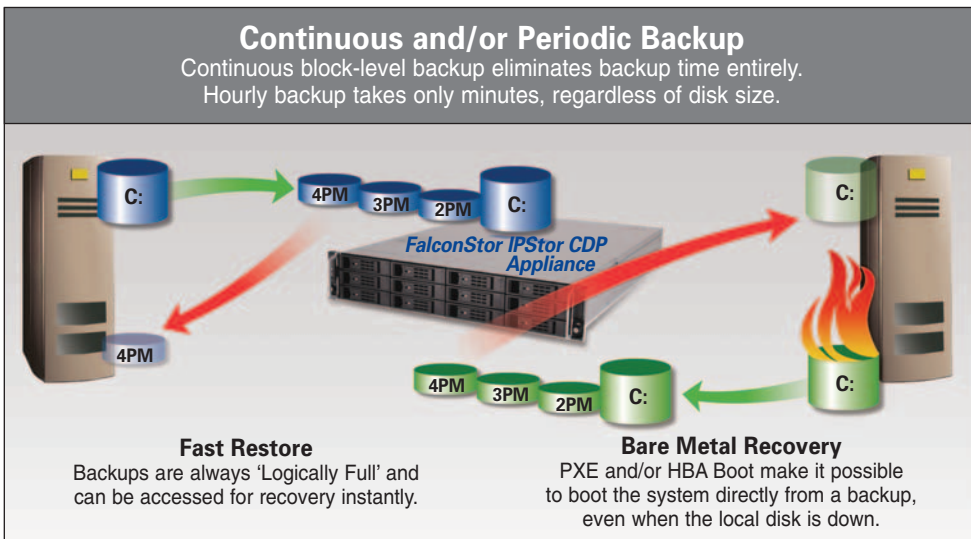 Continuous and/or Periodic Backup
Continuous block-level backup eliminates backup time entirely.
Hourly backup takes only minutes, regardless of disk size.
C:
4PM
3PM
2PM
C:
C:
FalconStor IPStor CDP
Appliance
4PM
4PM
3PM
2PM
C:
C:
Fast Restore
Backups are always ‘Logically Full’ and
can be accessed for recovery instantly.
Bare Metal Recovery
PXE and/or HBA Boot make it possible
to boot the system directly from a backup,
even when the local disk is down.